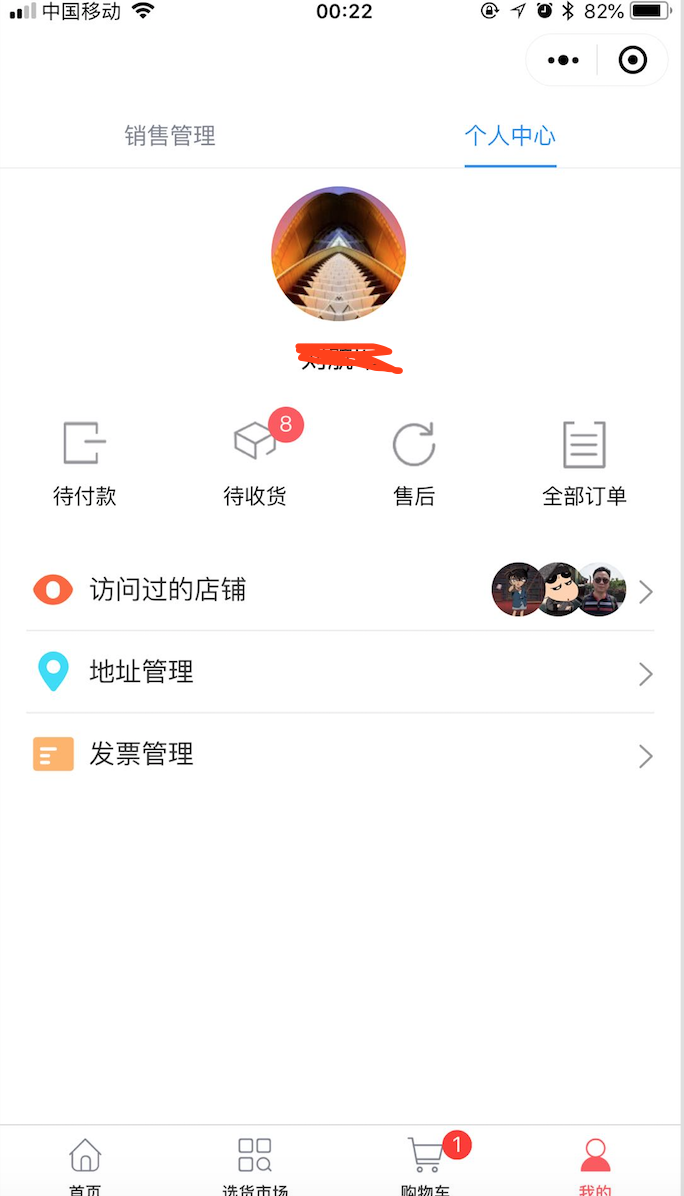 中国移动 00:22 82%
销售管理 个人中心
8
待付款 待收货 售后 全部订单
访问过的店铺
地址管理
发票管理
1
首页 选货市场 购物车 我的